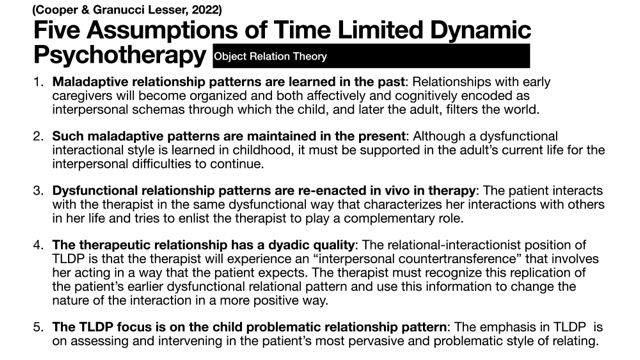 (Cooper & Granucci Lesser, 2022)
Five Assumptions of Time Limited Dynamic
Psychotherapy Object Relation Theory
1. Maladaptive relationship patterns are learned in the past: Relationships with early
caregivers will become organized and both affectively and cognitively encoded as
interpersonal schemas through which the child, and later the adult, filters the world.
2. Such maladaptive patterns are maintained in the present: Although a dysfunctional
interactional style is learned in childhood, it must be supported in the adult's current life for the
interpersonal difficulties to continue.
3. Dysfunctional relationship patterns are re-enacted in vivo in therapy: The patient interacts
with the therapist in the same dysfunctional way that characterizes her interactions with others
in her life and tries to enlist the therapist to play a complementary role.
4. The therapeutic relationship has a dyadic quality: The relational-interactionist position of
TLDP is that the therapist will experience an “interpersonal countertransference” that involves
her acting in a way that the patient expects. The therapist must recognize this replication of
the patient's earlier dysfunctional relational pattern and use this information to change the
nature of the interaction in a more positive way.
5. The TLDP focus is on the child problematic relationship pattern: The emphasis in TLDP is
on assessing and intervening in the patient's most pervasive and problematic style of relating.